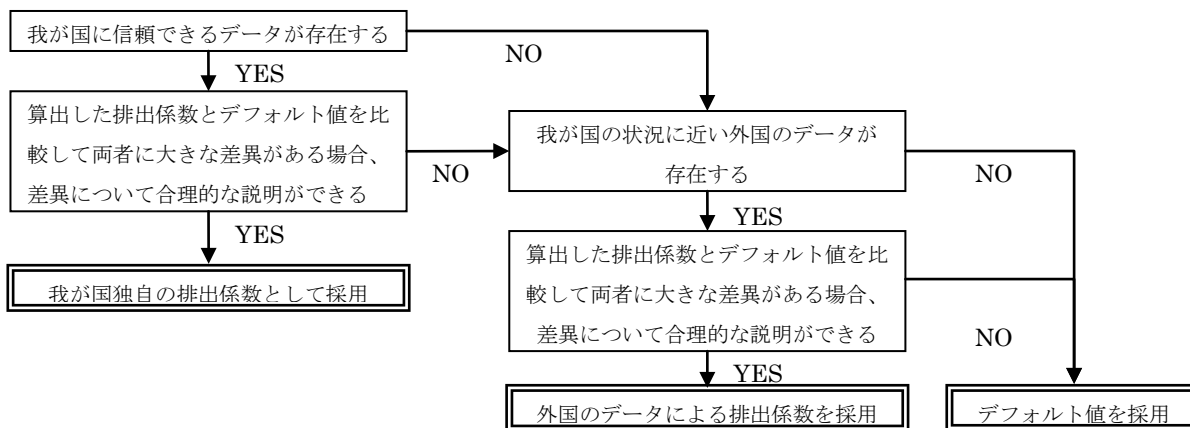 我が国に信頼できるデータが存在する
NO
YES
算出した排出係数とデフォルト値を比
較して両者に大きな差異がある場合、
差異について合理的な説明ができる
NO
我が国の状況に近い外国のデータが
存在する
NO
YES
YES
我が国独自の排出係数として採用
算出した排出係数とデフォルト値を比
較して両者に大きな差異がある場合、
差異について合理的な説明ができる
NO
YES
外国のデータによる排出係数を採用
デフォルト値を採用